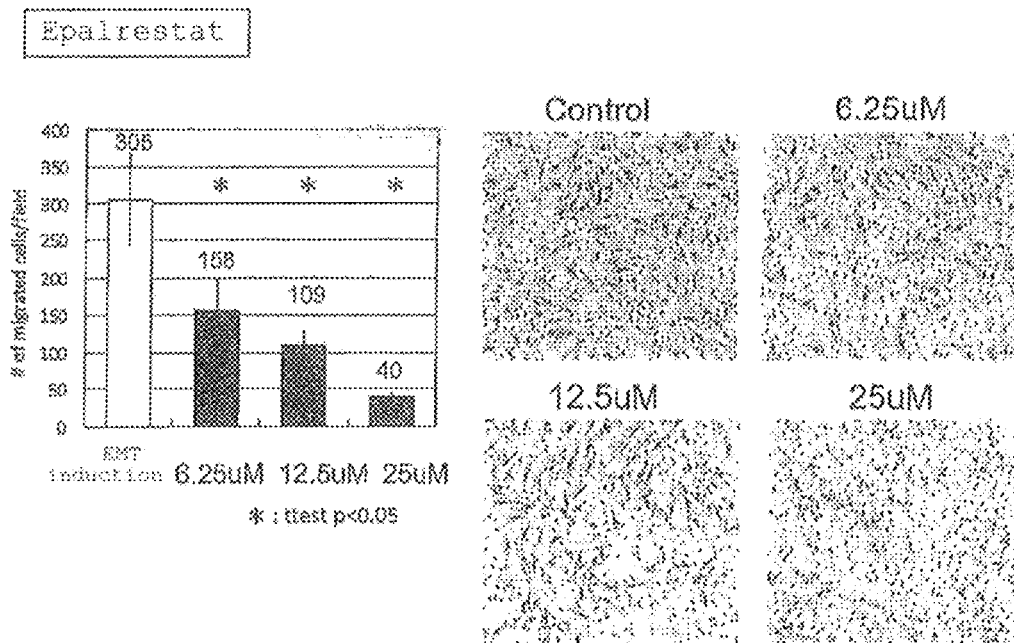 Epalrestat
# of migrated cells/field
400
350
300
250
200
150
100
50
0
305
158
109
40
* * *
EMT
induction 6.25uM 12.5uM 25uM
* : ttest p<0.05
Control 6.25uM
12.5uM 25uM